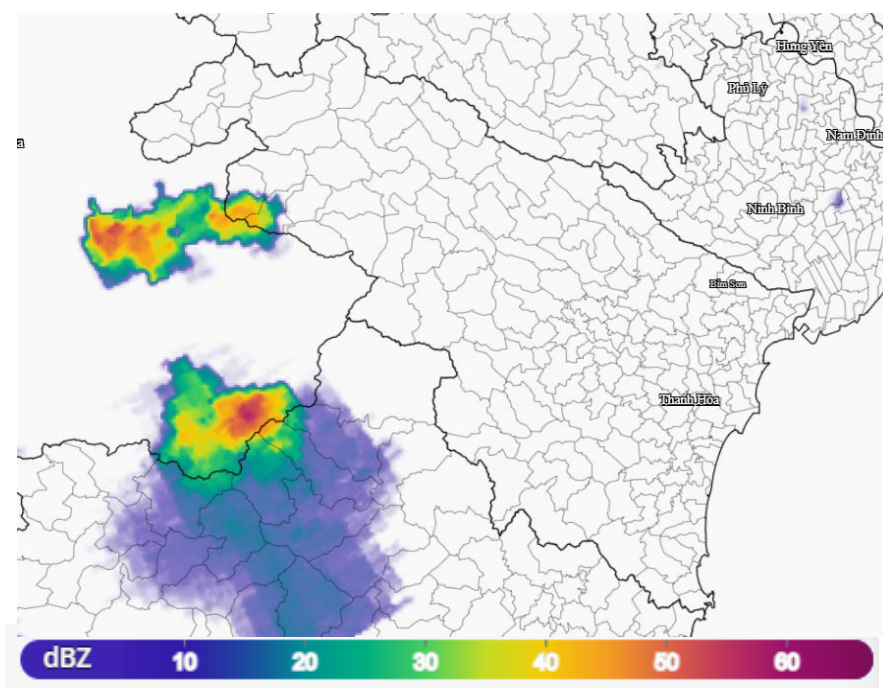 Hưng Yên
Phủ Lý
Nam Định
a
Ninh Bình
Bỉm Sơn
Thanh Hóa
dBZ 10 20 30 40 50 60